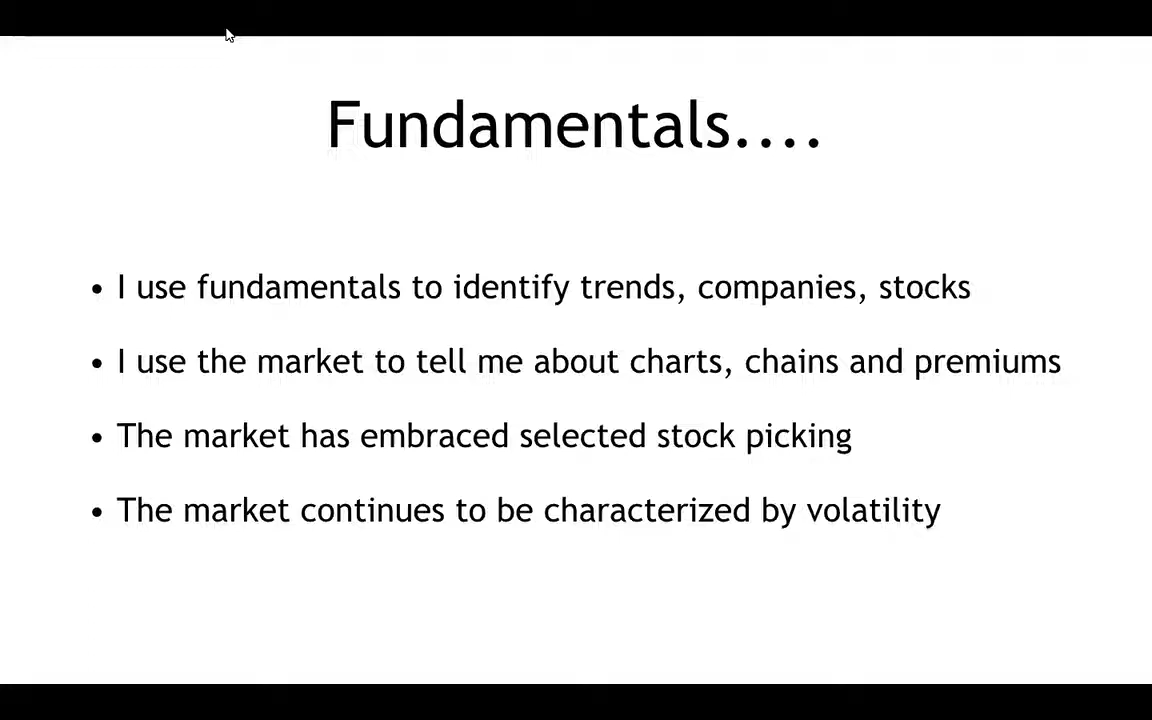 Fundamentals....
• I use fundamentals to identify trends, companies, stocks
• I use the market to tell me about charts, chains and premiums
• The market has embraced selected stock picking
• The market continues to be characterized by volatility